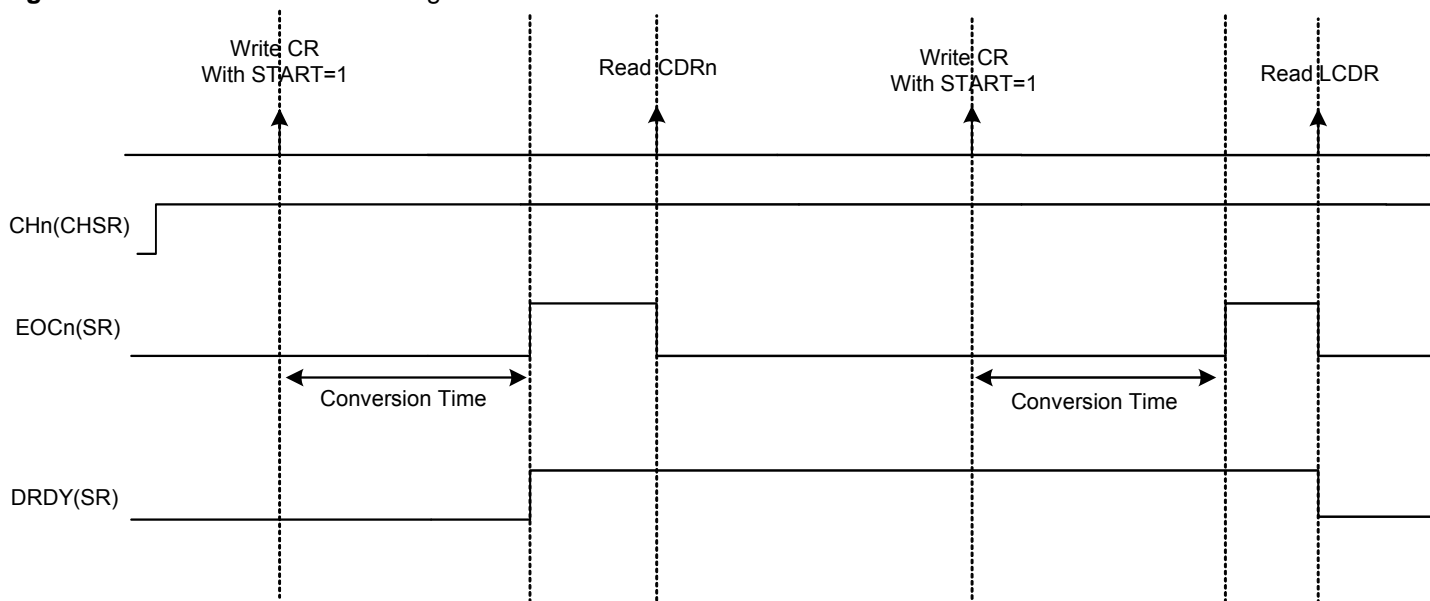 Write CR
With START=1
Read CDRn
Write CR
With START=1
Read LCDR
CHn(CHSR)
EOCn(SR)
Conversion Time
Conversion Time
DRDY(SR)